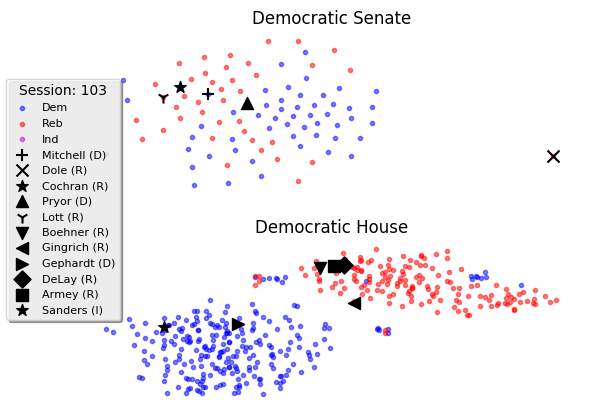 Democratic Senate
Session: 103
Dem
Reb
Ind
Mitchell (D)
Dole (R)
Cochran (R)
Pryor (D)
Lott (R)
Boehner (R)
Gingrich (R)
Gephardt (D)
DeLay (R)
Armey (R)
Sanders (I)
Democratic House